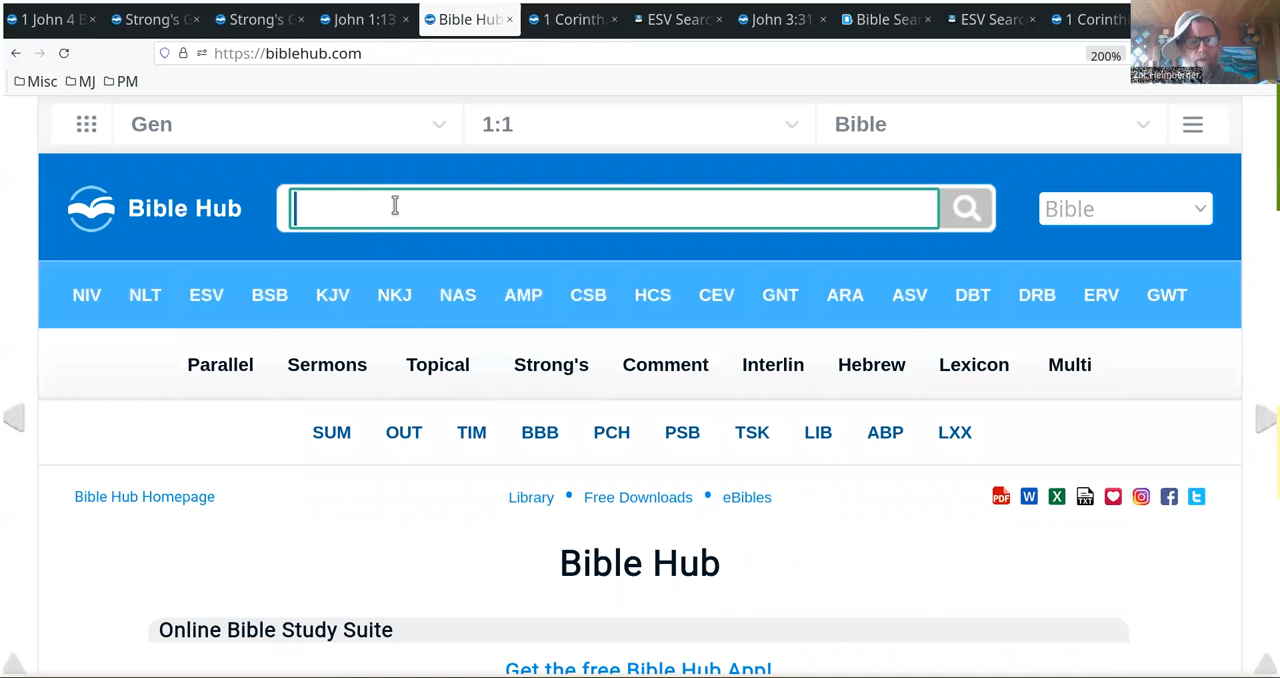 1 John 4 B Strong's G Strong's G John 1:13 Bible Hub 1 Corinth ESV Sear John 3:31 Bible Sear ESV Sear 1 Corinth
https://biblehub.com 200%
Misc MJ PM
Gen 1:1 Bible
Bible Hub Bible
NIV NLT ESV BSB KJV NKJ NAS AMP CSB HCS CEV GNT ARA ASV DBT DRB ERV GWT
Parallel Sermons Topical Strong's Comment Interlin Hebrew Lexicon Multi
SUM OUT TIM BBB PCH PSB TSK LIB ABP LXX
Bible Hub Homepage Library • Free Downloads • eBibles PDF W X TXT
Bible Hub
Online Bible Study Suite
Get the free Bible Hub App!